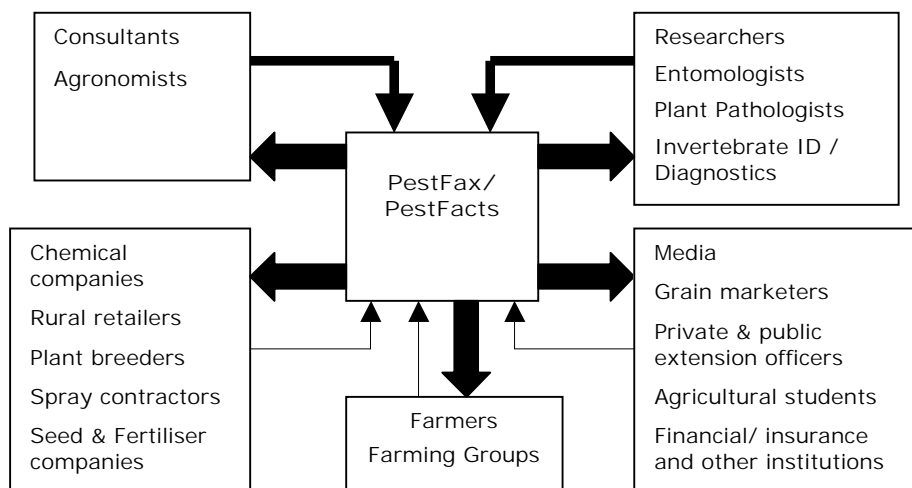 Consultants
Agronomists
Researchers
Entomologists
Plant Pathologists
Invertebrate ID /
Diagnostics
PestFax/
PestFacts
Chemical
companies
Rural retailers
Plant breeders
Spray contractors
Seed & Fertiliser
companies
Farmers
Farming Groups
Media
Grain marketers
Private & public
extension officers
Agricultural students
Financial/ insurance
and other institutions